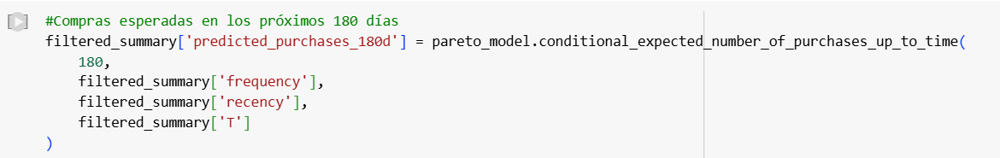 #Compras esperadas en los próximos 180 días
filtered_summary['predicted_purchases_180d'] = pareto_model.conditional_expected_number_of_purchases_up_to_time(
    180,
    filtered_summary['frequency'],
    filtered_summary['recency'],
    filtered_summary['T']
)